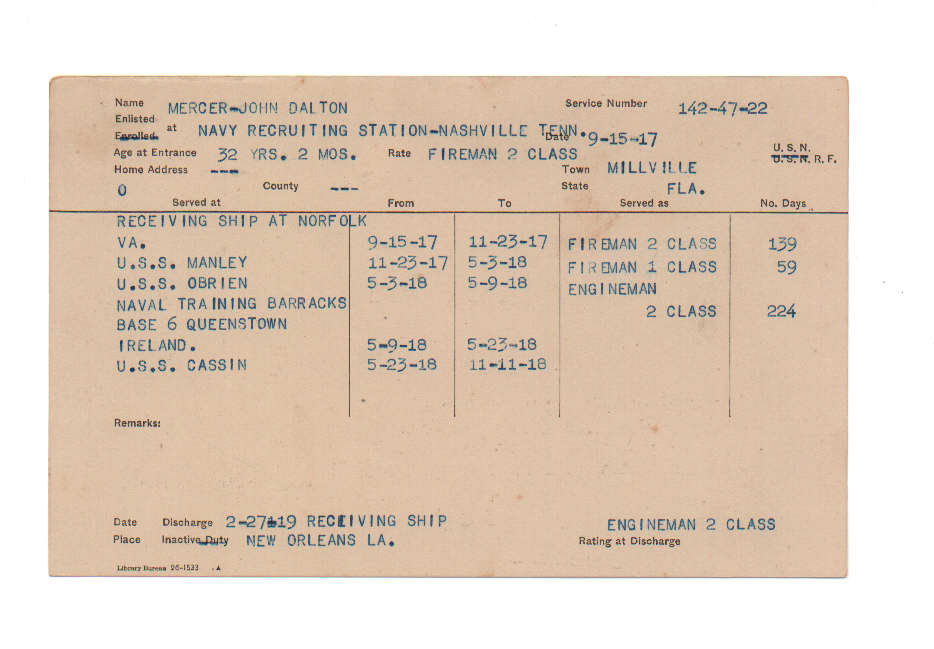 Name MERCER-JOHN DALTON Service Number 142-47-22
Enlisted
Enrolled at NAVY RECRUITING STATION-NASHVILLE TENN. Date 9-15-17
Age at Entrance 32 YRS. 2 MOS. Rate FIREMAN 2 CLASS U. S. N.
U. S. N. R. F.
Home Address --- Town MILLVILLE
0 County --- State FLA.
Served at From To Served as No. Days
RECEIVING SHIP AT NORFOLK
VA. 9-15-17 11-23-17 FIREMAN 2 CLASS 139
U.S.S. MANLEY 11-23-17 5-3-18 FIREMAN 1 CLASS 59
U.S.S. OBRIEN 5-3-18 5-9-18 ENGINEMAN
NAVAL TRAINING BARRACKS 2 CLASS 224
BASE 6 QUEENSTOWN
IRELAND. 5-9-18 5-23-18
U.S.S. CASSIN 5-23-18 11-11-18
Remarks:
Date Discharge 2-27-19 RECEIVING SHIP ENGINEMAN 2 CLASS
Place Inactive Duty NEW ORLEANS LA. Rating at Discharge
Library Bureau 26-1533 . A